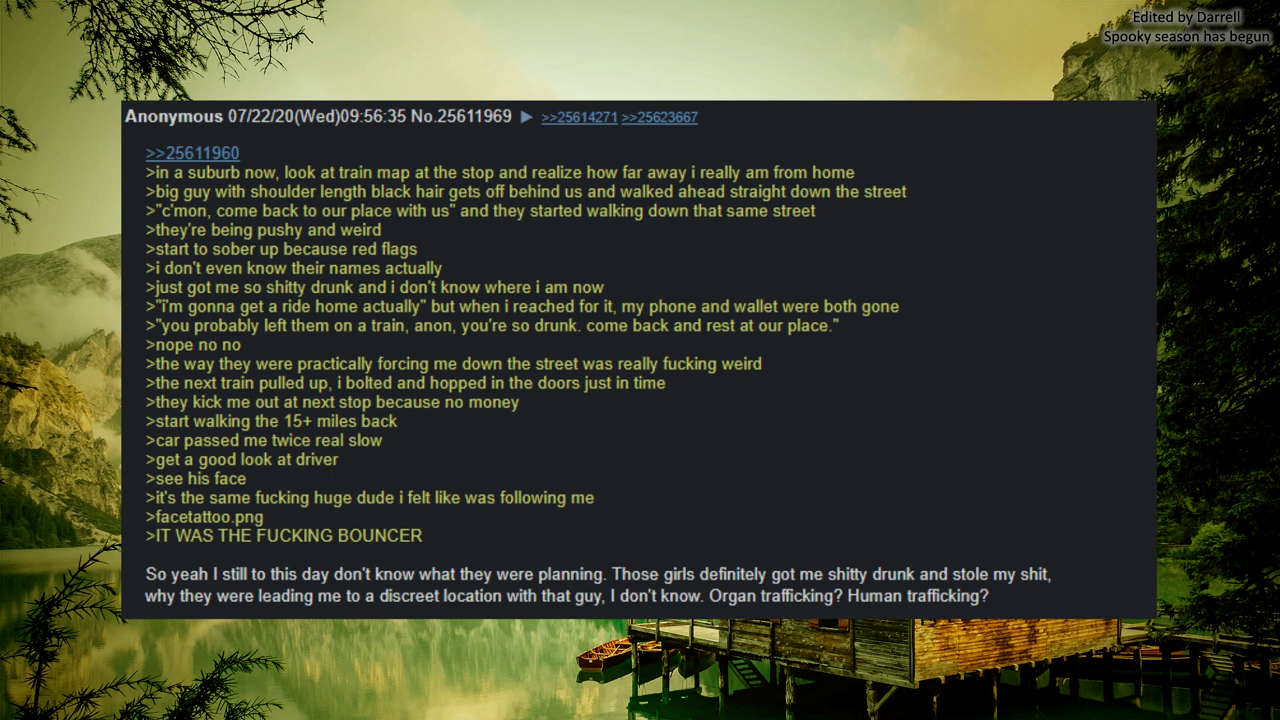 Edited by Darrell
Spooky season has begun
Anonymous 07/22/20(Wed)09:56:35 No.25611969 ▶ >>25614271 >>25623667
>>25611960
>in a suburb now, look at train map at the stop and realize how far away i really am from home
>big guy with shoulder length black hair gets off behind us and walked ahead straight down the street
>"c'mon, come back to our place with us" and they started walking down that same street
>they're being pushy and weird
>start to sober up because red flags
>i don't even know their names actually
>just got me so shitty drunk and i don't know where i am now
>"i'm gonna get a ride home actually" but when i reached for it, my phone and wallet were both gone
>"you probably left them on a train, anon, you're so drunk. come back and rest at our place."
>nope no no
>the way they were practically forcing me down the street was really fucking weird
>the next train pulled up, i bolted and hopped in the doors just in time
>they kick me out at next stop because no money
>start walking the 15+ miles back
>car passed me twice real slow
>get a good look at driver
>see his face
>it's the same fucking huge dude i felt like was following me
>facetattoo.png
>IT WAS THE FUCKING BOUNCER
So yeah I still to this day don't know what they were planning. Those girls definitely got me shitty drunk and stole my shit,
why they were leading me to a discreet location with that guy, I don't know. Organ trafficking? Human trafficking?